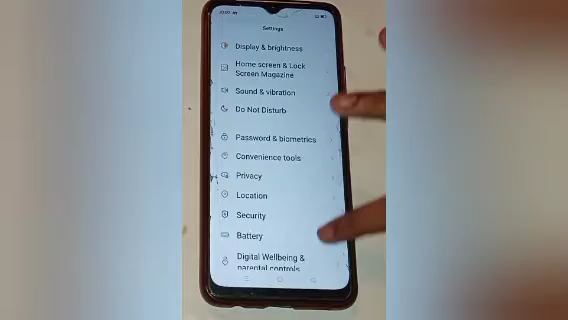 Settings
Display & brightness
Home screen & Lock
Screen Magazine
Sound & vibration
Do Not Disturb
Password & biometrics
Convenience tools
Privacy
Location
Security
Battery
Digital Wellbeing &
parental controls